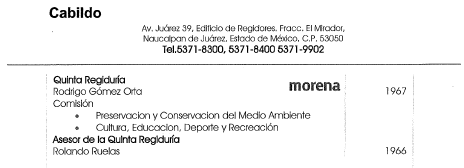 Cabildo
Av. Juárez 39, Edificio de Regidores. Fracc. El Mirador,
Naucalpan de Juárez. Estado de México. C.P. 53050
Tel.5371-8300, 5371-8400 5371-9902
Quinta Regiduría
morena
Rodrigo Gómez Orta
1967
Comisión
• Preservacion y Conservacion del Medio Ambiente
• Cultura, Educacion, Deporte y Recreación
Asesor de la Quinta Regiduría
Rolando Ruelas
1966